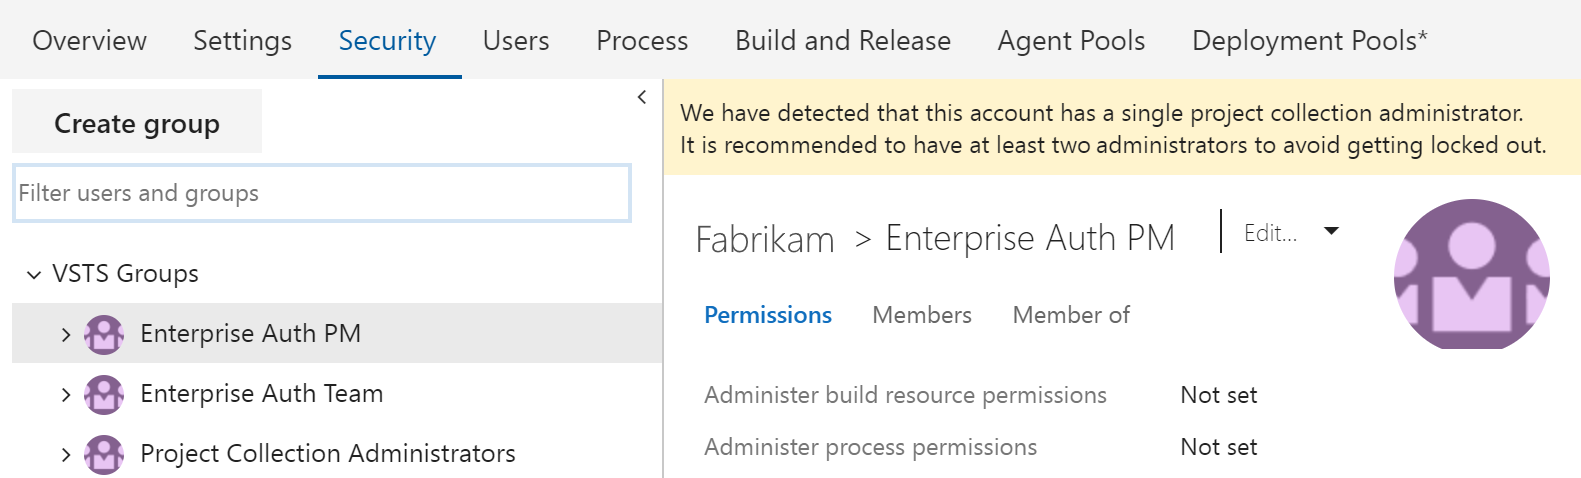 Overview Settings Security Users Process Build and Release Agent Pools Deployment Pools*
Create group
Filter users and groups
VSTS Groups
Enterprise Auth PM
Enterprise Auth Team
Project Collection Administrators
We have detected that this account has a single project collection administrator.
It is recommended to have at least two administrators to avoid getting locked out.
Fabrikam > Enterprise Auth PM Edit...
Permissions Members Member of
Administer build resource permissions Not set
Administer process permissions Not set